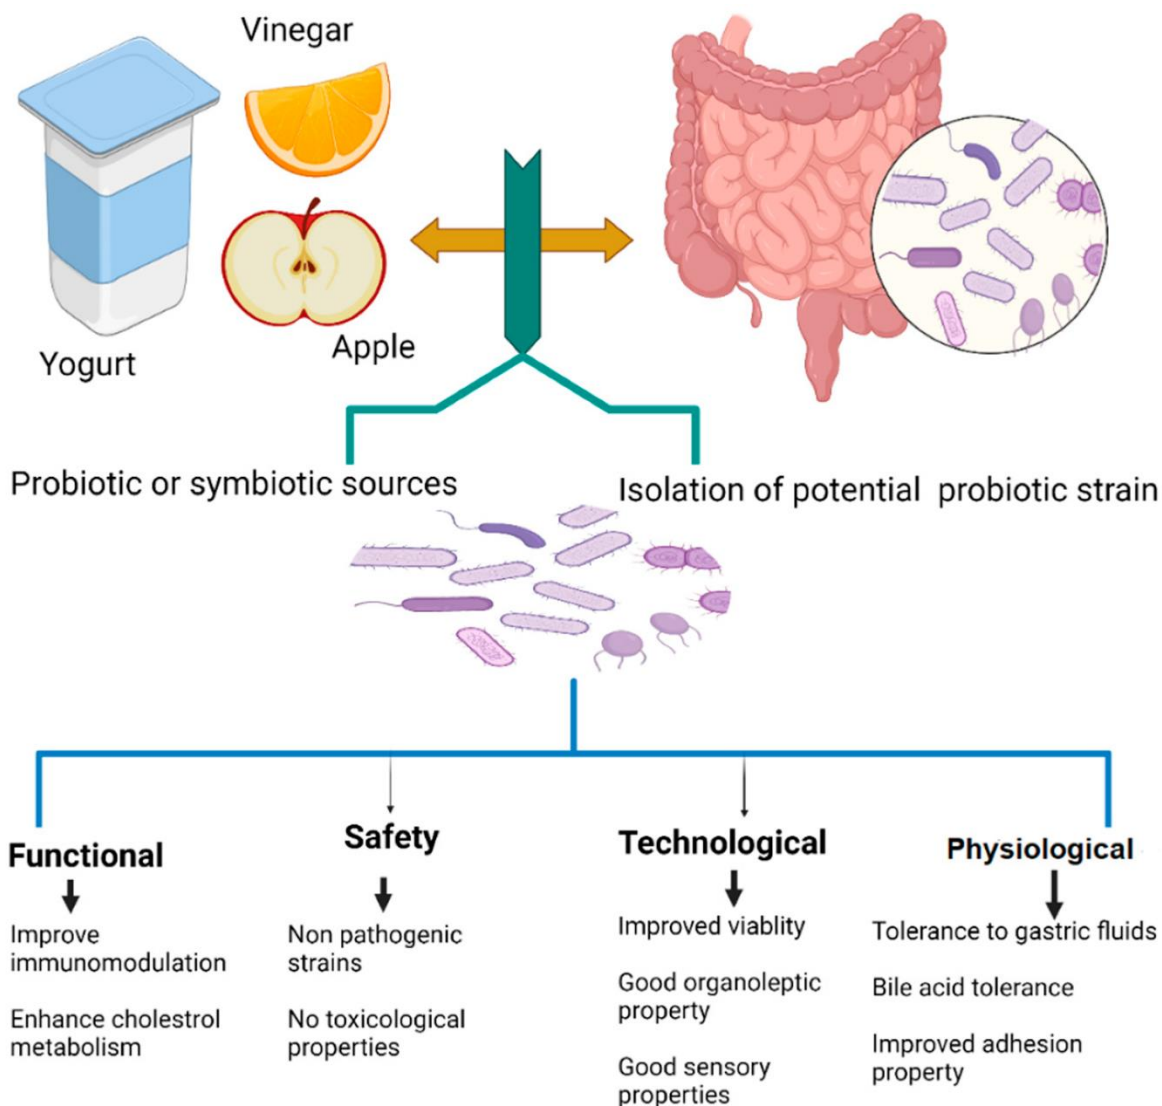 Vinegar
Yogurt
Apple
Probiotic or symbiotic sources
Isolation of potential probiotic strain
Functional
Improve
immunomodulation
Enhance cholestrol
metabolism
Safety
Non pathogenic
strains
No toxicological
properties
Technological
Improved viablity
Good organoleptic
property
Good sensory
properties
Physiological
Tolerance to gastric fluids
Bile acid tolerance
Improved adhesion
property